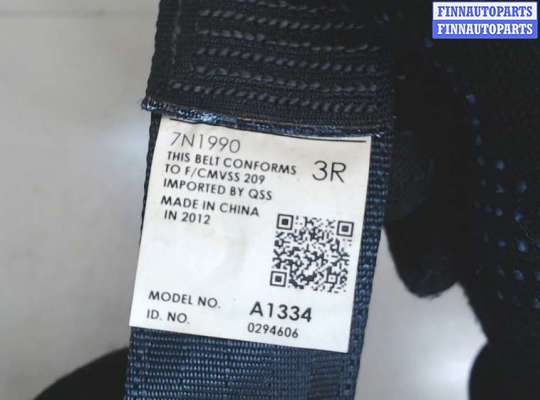 FINNAUTOPARTS
FINNAUTOPARTS
7N1990
THIS BELT CONFORMS
TO F/CMVSS 209
IMPORTED BY QSS
3R
MADE IN CHINA
IN 2012
MODEL NO. A1334
ID. NO. 0294606